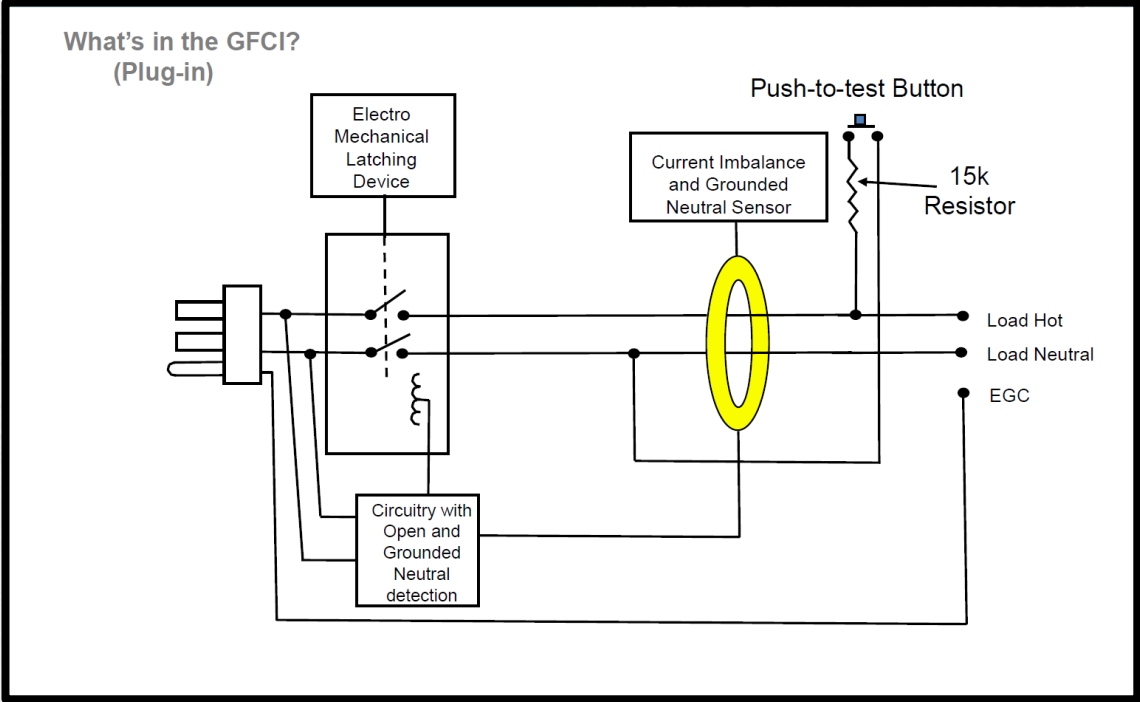 What's in the GFCI?
(Plug-in)
Push-to-test Button
Electro
Mechanical
Latching
Device
Current Imbalance
and Grounded
Neutral Sensor
15k
Resistor
Load Hot
Load Neutral
EGC
Circuitry with
Open and
Grounded
Neutral
detection